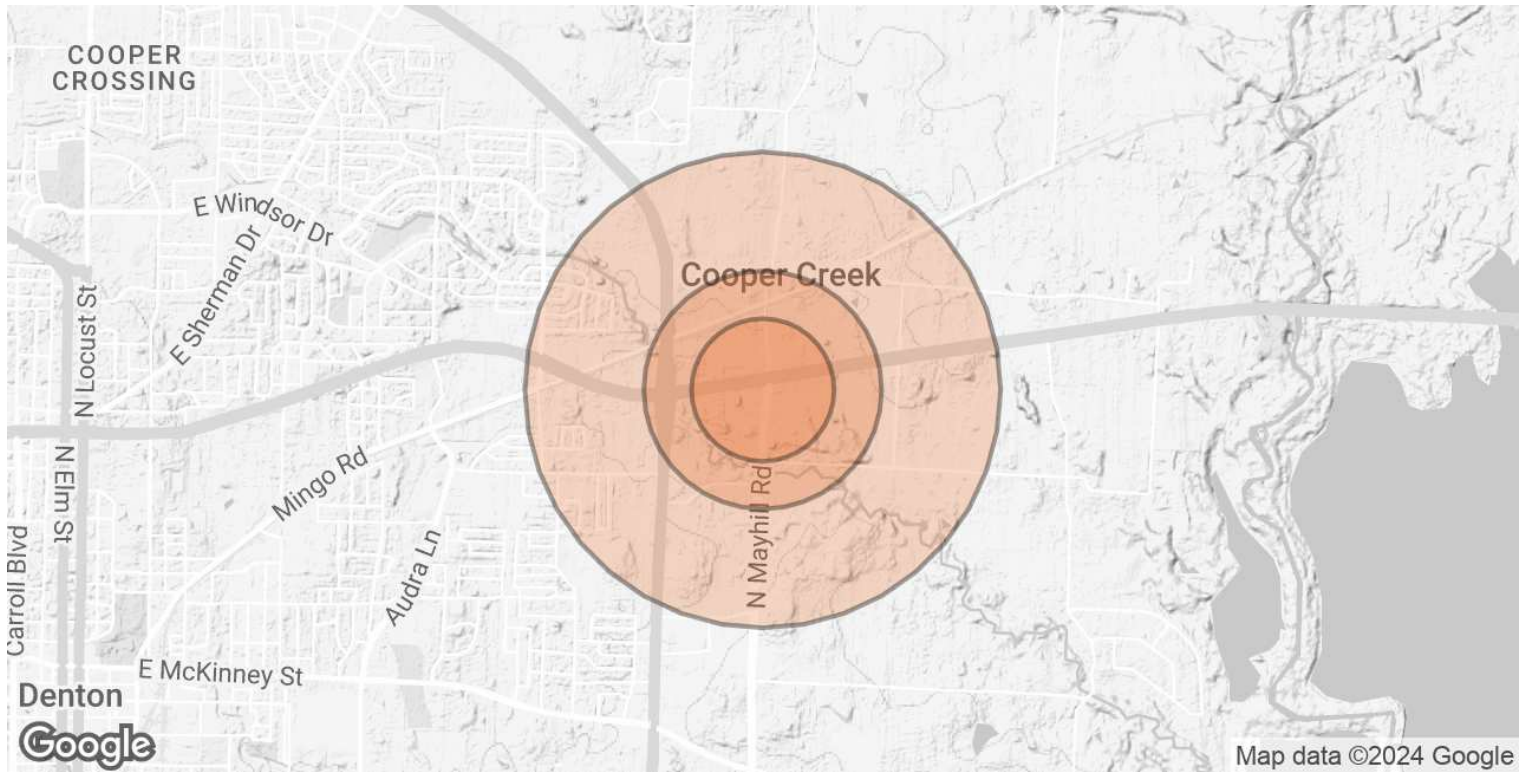 COOPER
CROSSING
E Windsor Dr
E Sherman Dr
N Locust St
Cooper Creek
N Elm St
Mingo Rd
Audra Ln
N Mayhill Rd
Carroll Blvd
E McKinney St
Denton
Google
Map data ©2024 Google